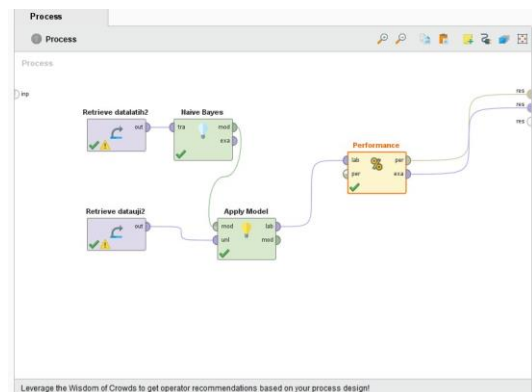 Process
Process
Process
inp
res
res
res
Retrieve datalatih2
out
Naive Bayes
tra
mod
exa
Performance
lab
per
per
exa
Retrieve datauji2
out
Apply Model
mod
lab
unl
mod
Leverage the Wisdom of Crowds to get operator recommendations based on your process design!